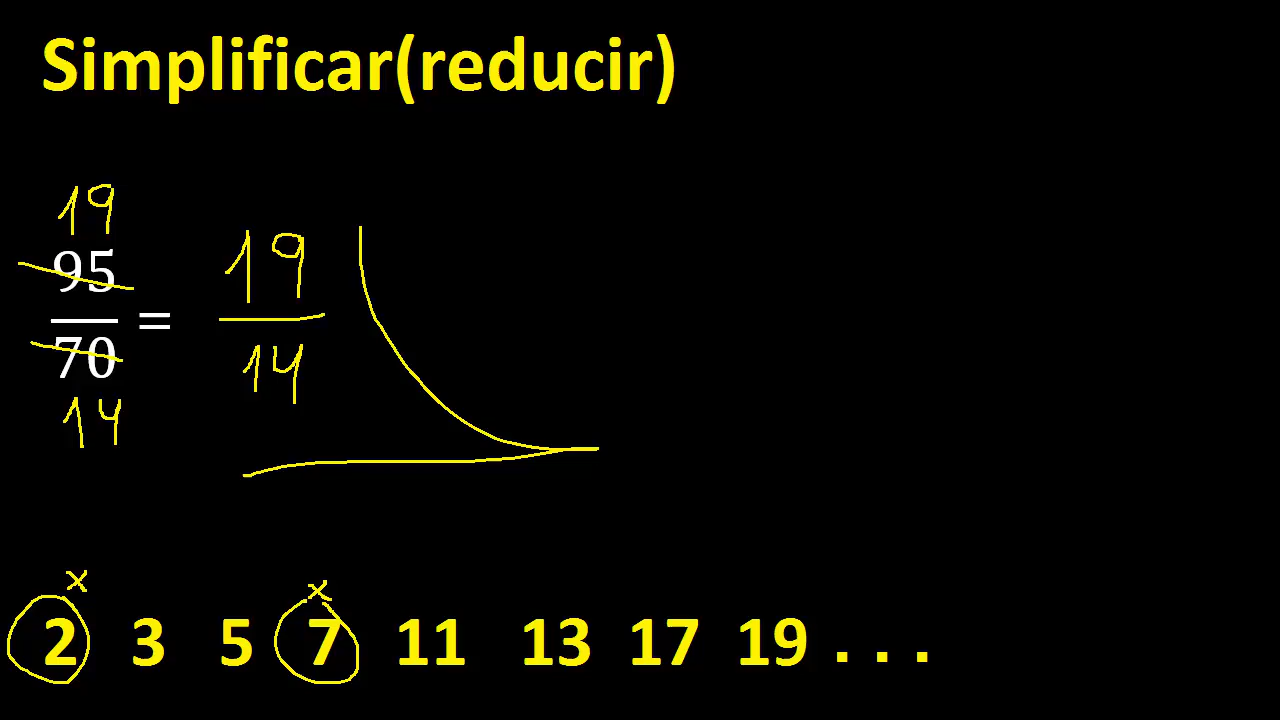 Simplificar(reducir)
19
95
70
14
=
19
14
x x
2 3 5 7 11 13 17 19 . . .